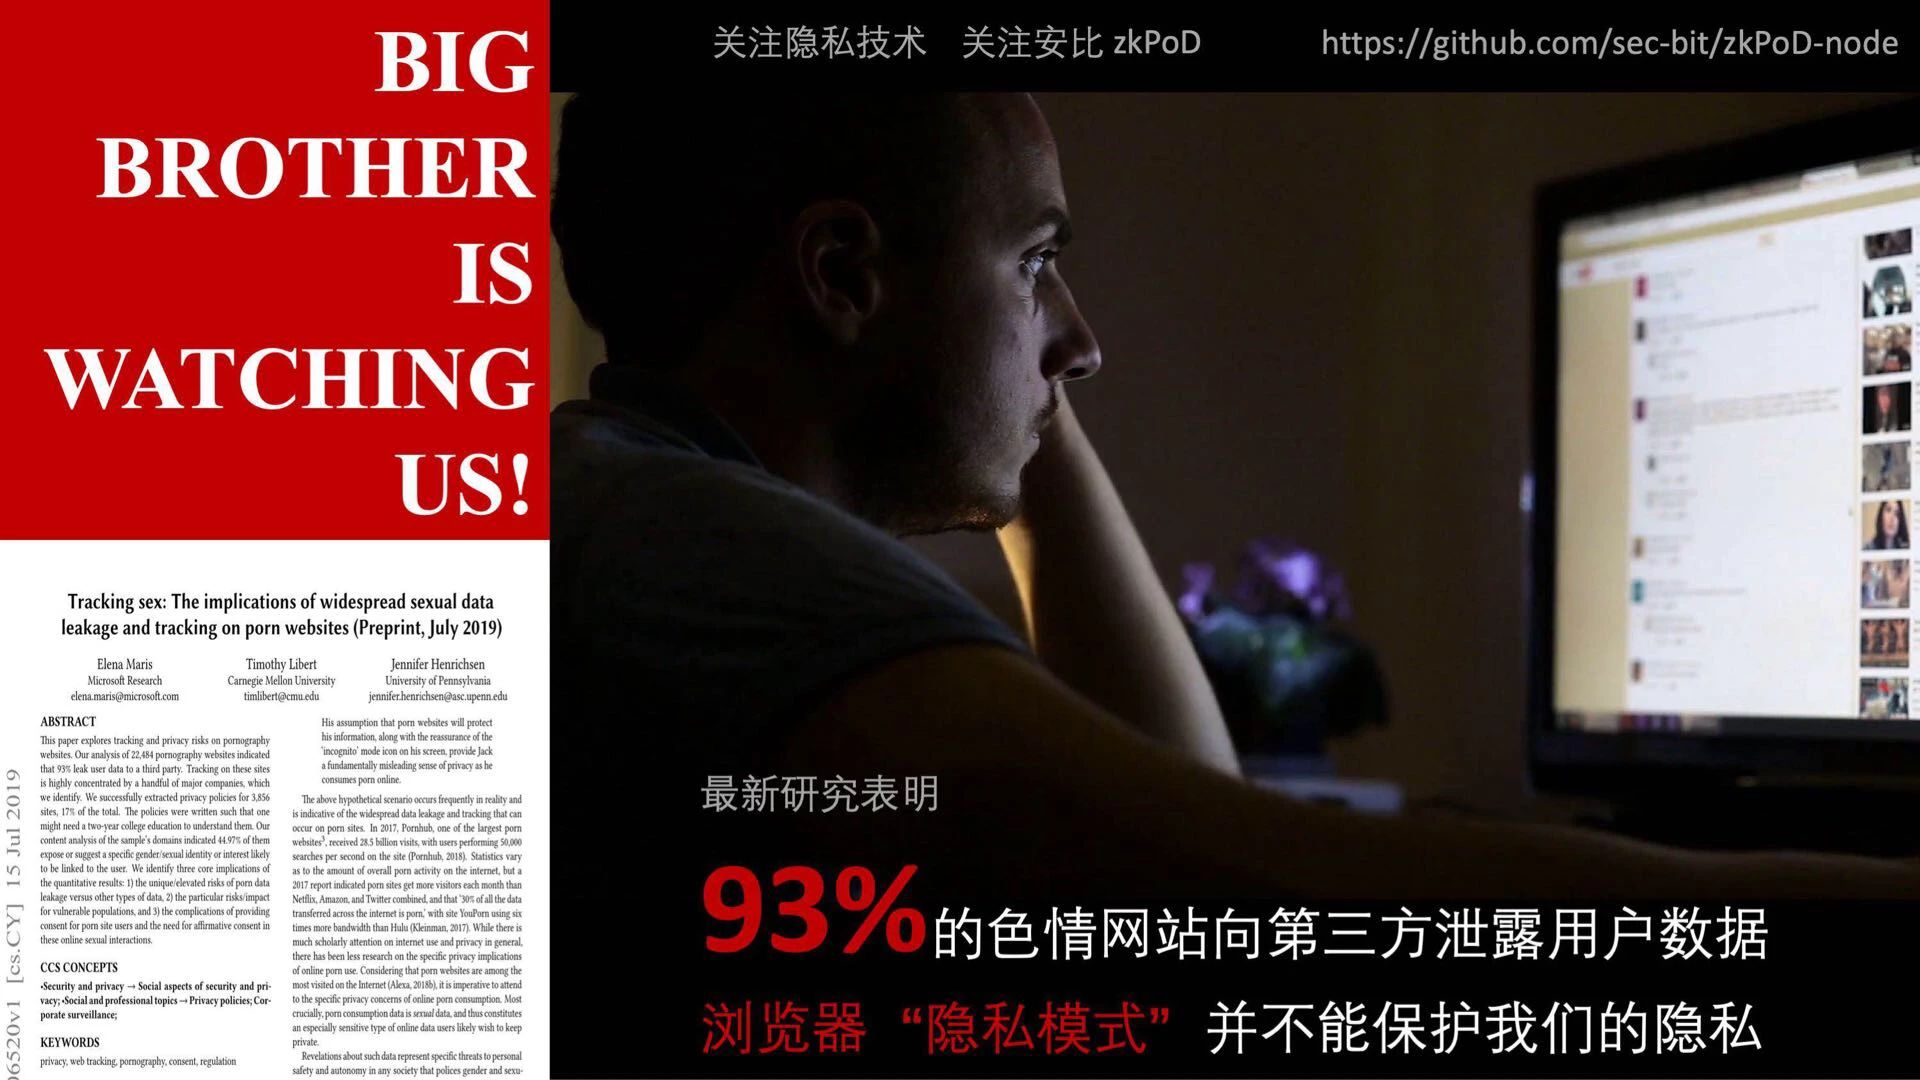 BIG
BROTHER
IS
WATCHING
US!
关注隐私技术 关注安比 zkPoD
https://github.com/sec-bit/zkPoD-node
最新研究表明
93%的色情网站向第三方泄露用户数据
浏览器 “隐私模式” 并不能保护我们的隐私
06520v1 [cs.CY] 15 Jul 2019
Tracking sex: The implications of widespread sexual data
leakage and tracking on porn websites (Preprint, July 2019)
Elena Maris
Microsoft Research
elena.maris@microsoft.com
Timothy Libert
Carnegie Mellon University
timlibert@cmu.edu
Jennifer Henrichsen
University of Pennsylvania
jennifer.henrichsen@asc.upenn.edu
ABSTRACT
This paper explores tracking and privacy risks on pornography
websites. Our analysis of 22,484 pornography websites indicated
that 93% leak user data to a third party. Tracking on these sites
is highly concentrated by a handful of major companies, which
we identify. We successfully extracted privacy policies for 3,856
sites, 17% of the total. The policies were written such that one
might need a two-year college education to understand them. Our
content analysis of the sample's domains indicated 44.97% of them
expose or suggest a specific gender/sexual identity or interest likely
to be linked to the user. We identify three core implications of
the quantitative results: 1) the unique/elevated risks of porn data
leakage versus other types of data, 2) the particular risks/impact
for vulnerable populations, and 3) the complications of providing
consent for porn site users and the need for affirmative consent in
these online sexual interactions.
CCS CONCEPTS
•Security and privacy → Social aspects of security and pri-
vacy; •Social and professional topics → Privacy policies; Cor-
porate surveillance;
KEYWORDS
privacy, web tracking, pornography, consent, regulation
His assumption that porn websites will protect
his information, along with the reassurance of the
'incognito' mode icon on his screen, provide Jack
a fundamentally misleading sense of privacy as he
consumes porn online.
The above hypothetical scenario occurs frequently in reality and
is indicative of the widespread data leakage and tracking that can
occur on porn sites. In 2017, Pornhub, one of the largest porn
websites³, received 28.5 billion visits, with users performing 50,000
searches per second on the site (Pornhub, 2018). Statistics vary
as to the amount of overall porn activity on the internet, but a
2017 report indicated porn sites get more visitors each month than
Netflix, Amazon, and Twitter combined, and that '30% of all the data
transferred across the internet is porn,' with site YouPorn using six
times more bandwidth than Hulu (Kleinman, 2017). While there is
much scholarly attention on internet use and privacy in general,
there has been less research on the specific privacy implications
of online porn use. Considering that porn websites are among the
most visited on the Internet (Alexa, 2018b), it is imperative to attend
to the specific privacy concerns of online porn consumption. Most
crucially, porn consumption data is sexual data, and thus constitutes
an especially sensitive type of online data users likely wish to keep
private.
Revelations about such data represent specific threats to personal
safety and autonomy in any society that polices gender and sexu-